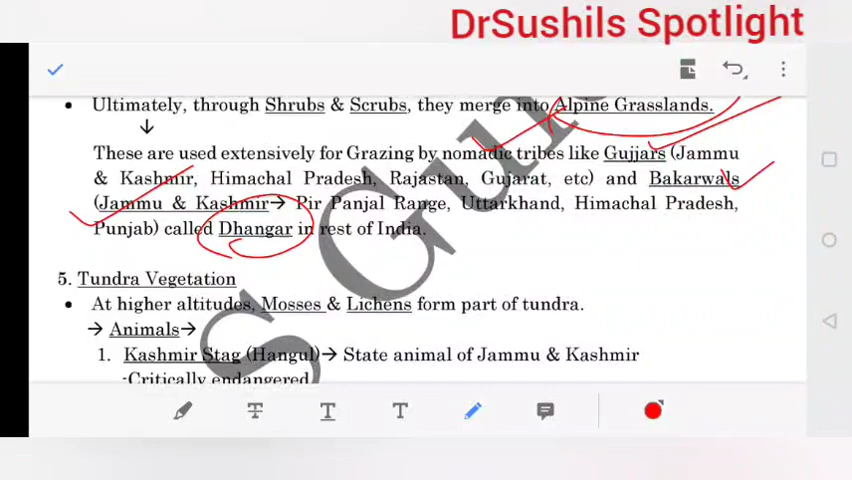 DrSushils Spotlight
• Ultimately, through Shrubs & Scrubs, they merge into Alpine Grasslands.
↓
These are used extensively for Grazing by nomadic tribes like Gujjars (Jammu
& Kashmir, Himachal Pradesh, Rajastan, Gujarat, etc) and Bakarwals
(Jammu & Kashmir→ Pir Panjal Range, Uttarkhand, Himachal Pradesh,
Punjab) called Dhangar in rest of India.
5. Tundra Vegetation
• At higher altitudes, Mosses & Lichens form part of tundra.
→ Animals→
1. Kashmir Stag (Hangul)→ State animal of Jammu & Kashmir
-Critically endangered